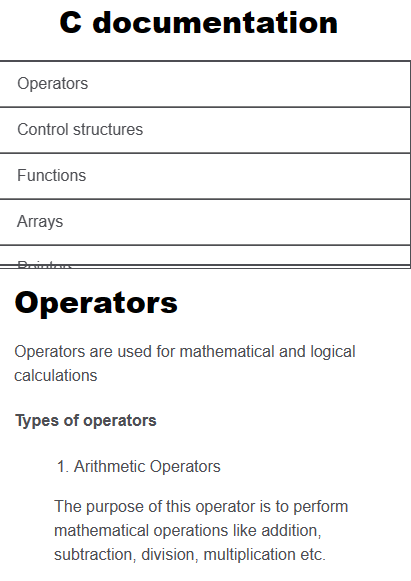 C documentation
Operators
Control structures
Functions
Arrays
Operators
Operators are used for mathematical and logical
calculations
Types of operators
1. Arithmetic Operators
The purpose of this operator is to perform
mathematical operations like addition,
subtraction, division, multiplication etc.